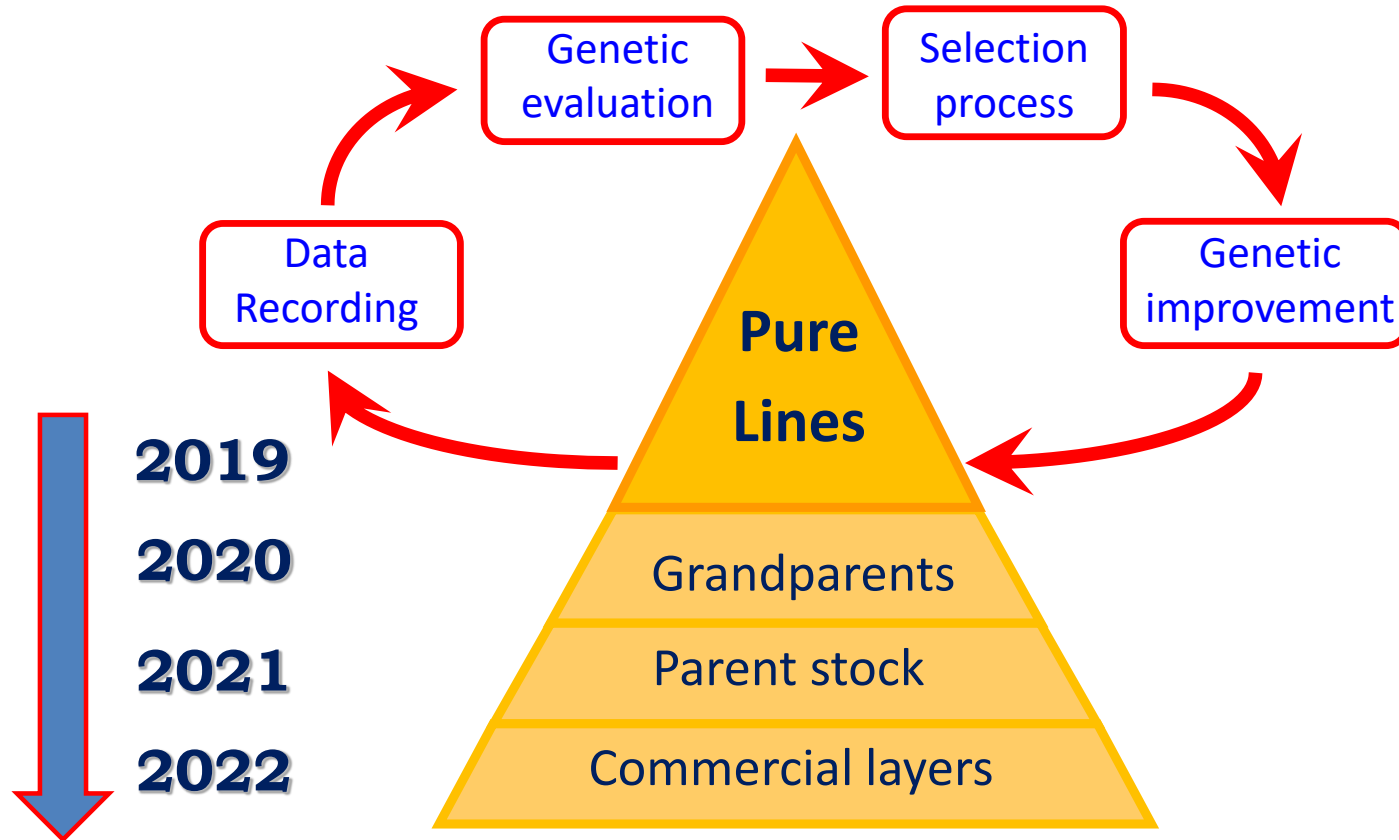 Genetic
evaluation
Selection
process
Data
Recording
Genetic
improvement
Pure
Lines
2019
2020
Grandparents
2021
Parent stock
2022
Commercial layers